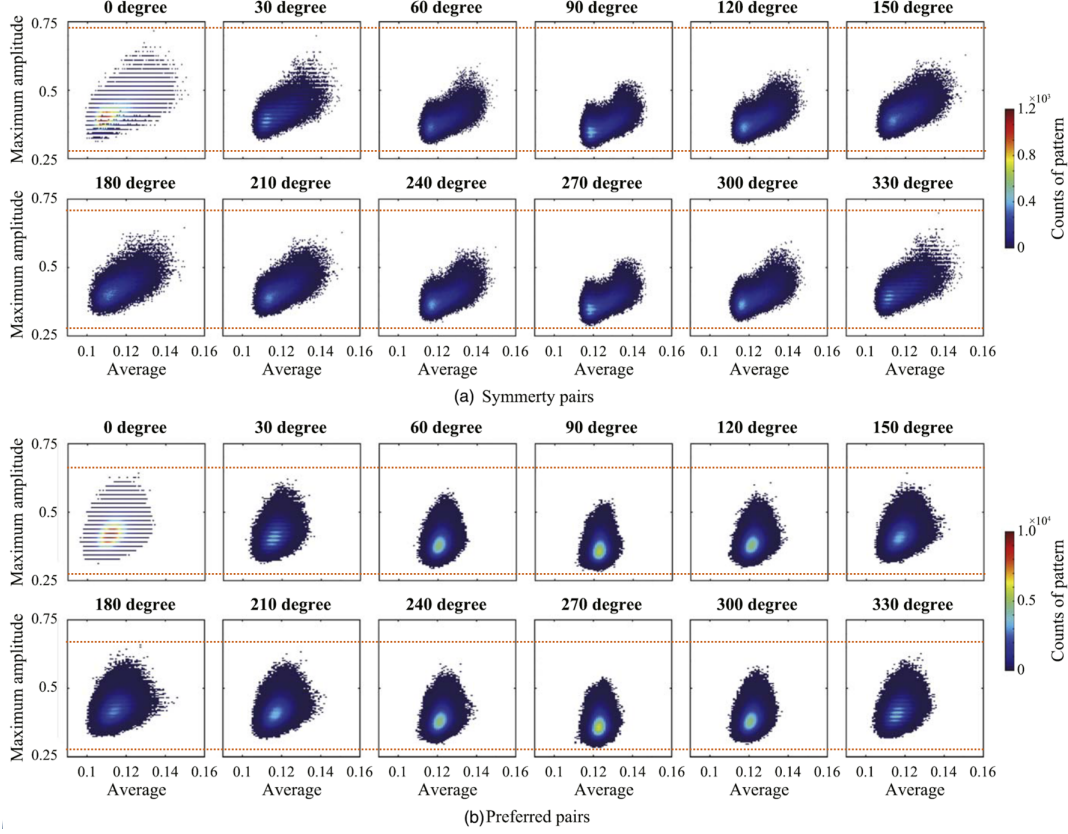 0 degree 30 degree 60 degree 90 degree 120 degree 150 degree
0.75
0.5
0.25
Maximum amplitude
180 degree 210 degree 240 degree 270 degree 300 degree 330 degree
0.75
0.5
0.25
Maximum amplitude
0.1 0.12 0.14 0.16 0.1 0.12 0.14 0.16 0.1 0.12 0.14 0.16 0.1 0.12 0.14 0.16 0.1 0.12 0.14 0.16 0.1 0.12 0.14 0.16
Average Average Average Average Average Average
×10³
1.2
0.8
0.4
0
Counts of pattern
(a) Symmerty pairs
0 degree 30 degree 60 degree 90 degree 120 degree 150 degree
0.75
0.5
0.25
Maximum amplitude
180 degree 210 degree 240 degree 270 degree 300 degree 330 degree
0.75
0.5
0.25
Maximum amplitude
0.1 0.12 0.14 0.16 0.1 0.12 0.14 0.16 0.1 0.12 0.14 0.16 0.1 0.12 0.14 0.16 0.1 0.12 0.14 0.16 0.1 0.12 0.14 0.16
Average Average Average Average Average Average
×10⁴
1.0
0.5
0
Counts of pattern
(b) Preferred pairs